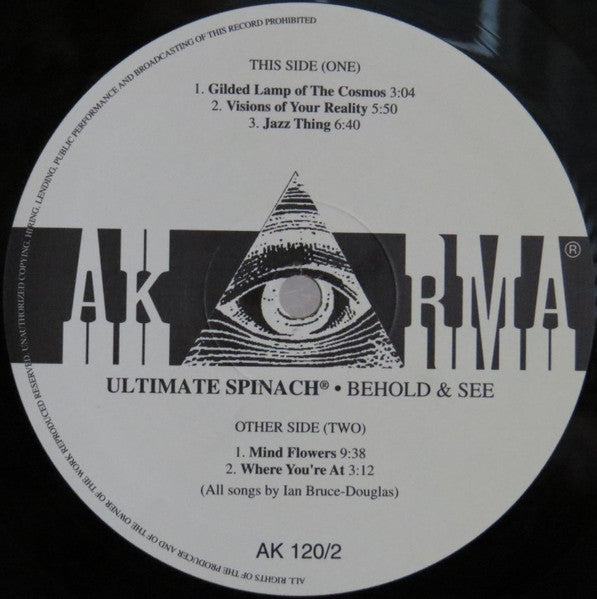 THIS SIDE (ONE)
1. Gilded Lamp of The Cosmos 3:04
2. Visions of Your Reality 5:50
3. Jazz Thing 6:40
AK RMA®
ULTIMATE SPINACH® • BEHOLD & SEE
OTHER SIDE (TWO)
1. Mind Flowers 9:38
2. Where You're At 3:12
(All songs by Ian Bruce-Douglas)
AK 120/2
ALL RIGHTS OF THE PRODUCER AND OF THE OWNER OF THE WORK REPRODUCED RESERVED. UNAUTHORIZED COPYING, HIRING, LENDING, PUBLIC PERFORMANCE AND BROADCASTING OF THIS RECORD PROHIBITED